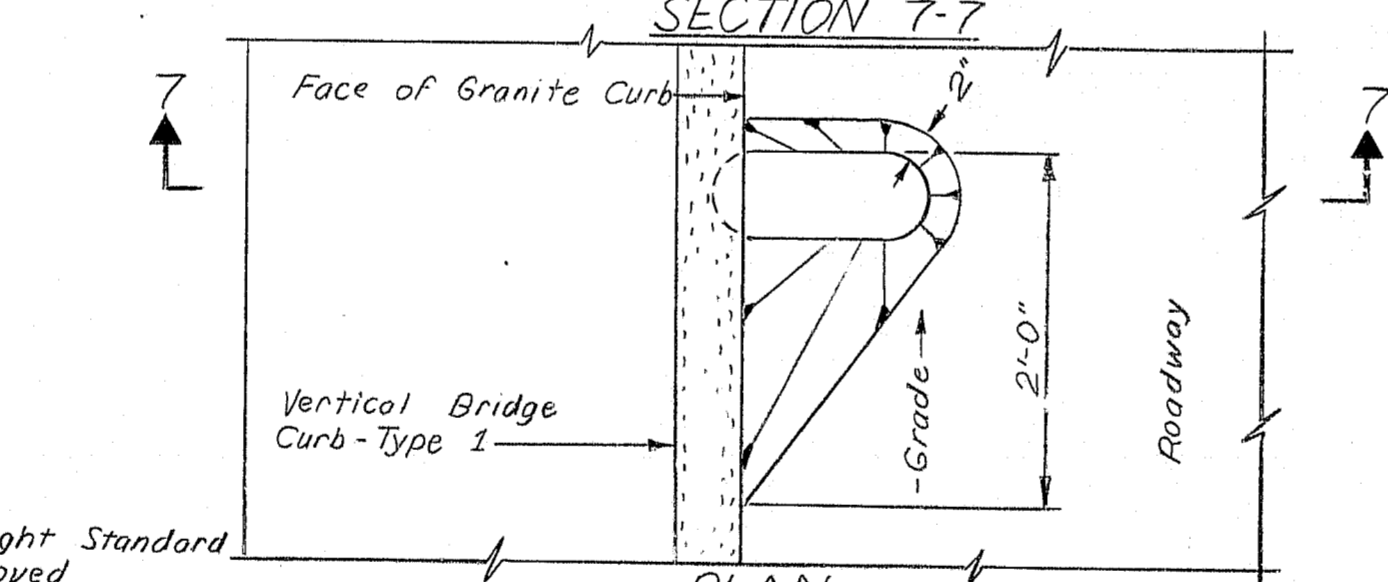 SECTION 7-7
7
7
Face of Granite Curb
2"
Vertical Bridge
Curb-Type 1
-Grade
2'-0"
Roadway
Standard
PLAN